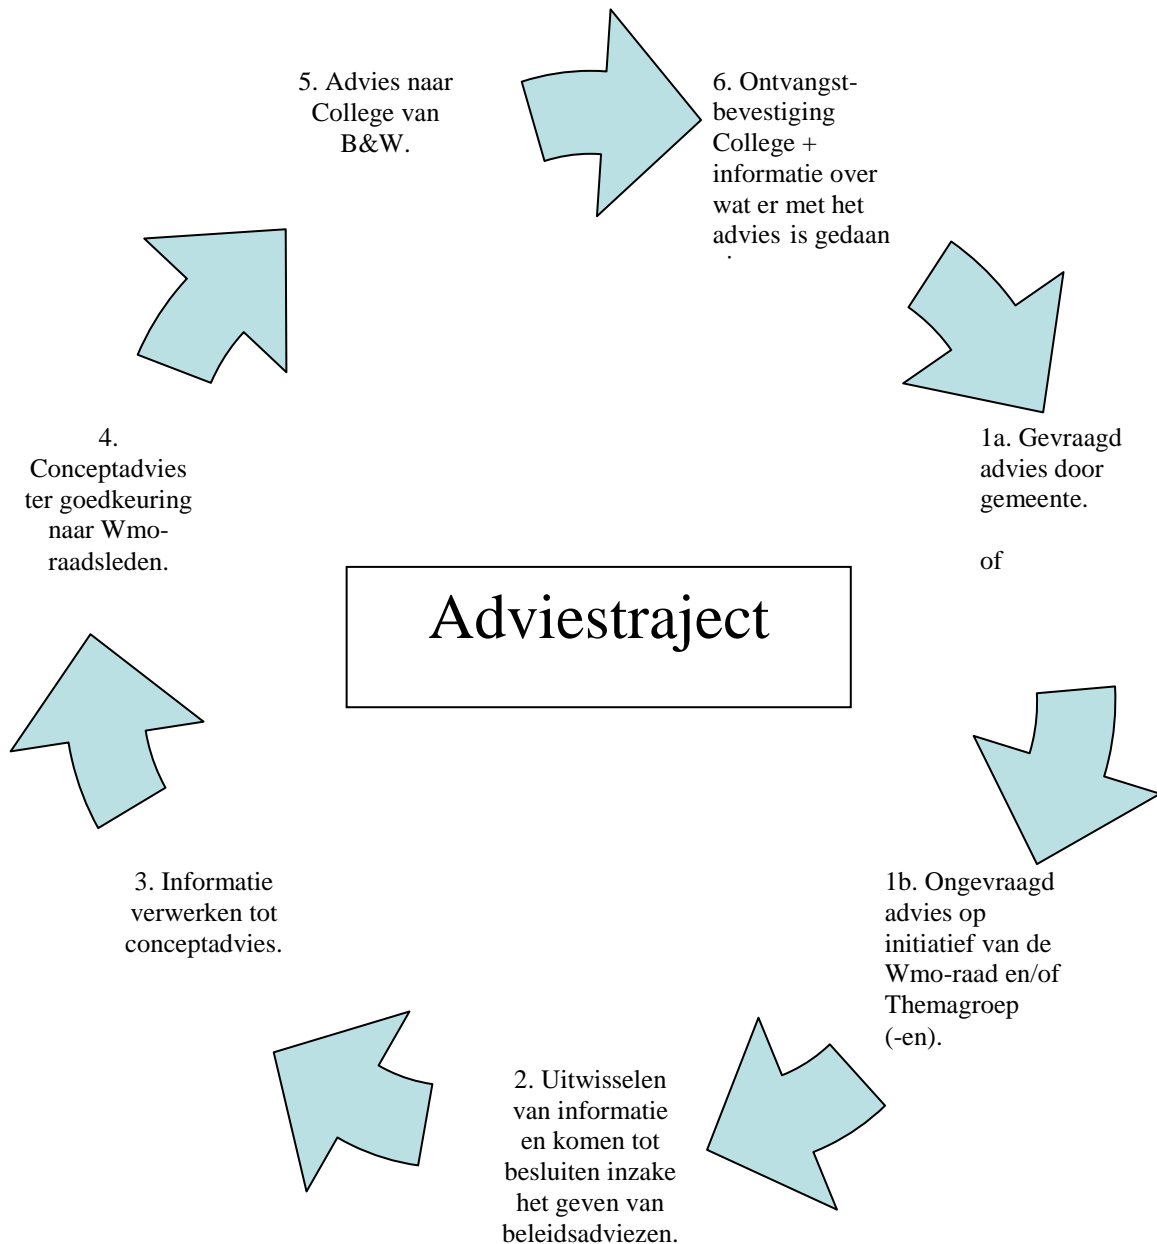 Adviestraject
1a. Gevraagd
advies door
gemeente.
of
1b. Ongevraagd
advies op
initiatief van de
Wmo-raad en/of
Themagroep
(-en).
2. Uitwisselen
van informatie
en komen tot
besluiten inzake
het geven van
beleidsadviezen.
3. Informatie
verwerken tot
conceptadvies.
4.
Conceptadvies
ter goedkeuring
naar Wmo-
raadsleden.
5. Advies naar
College van
B&W.
6. Ontvangst-
bevestiging
College +
informatie over
wat er met het
advies is gedaan